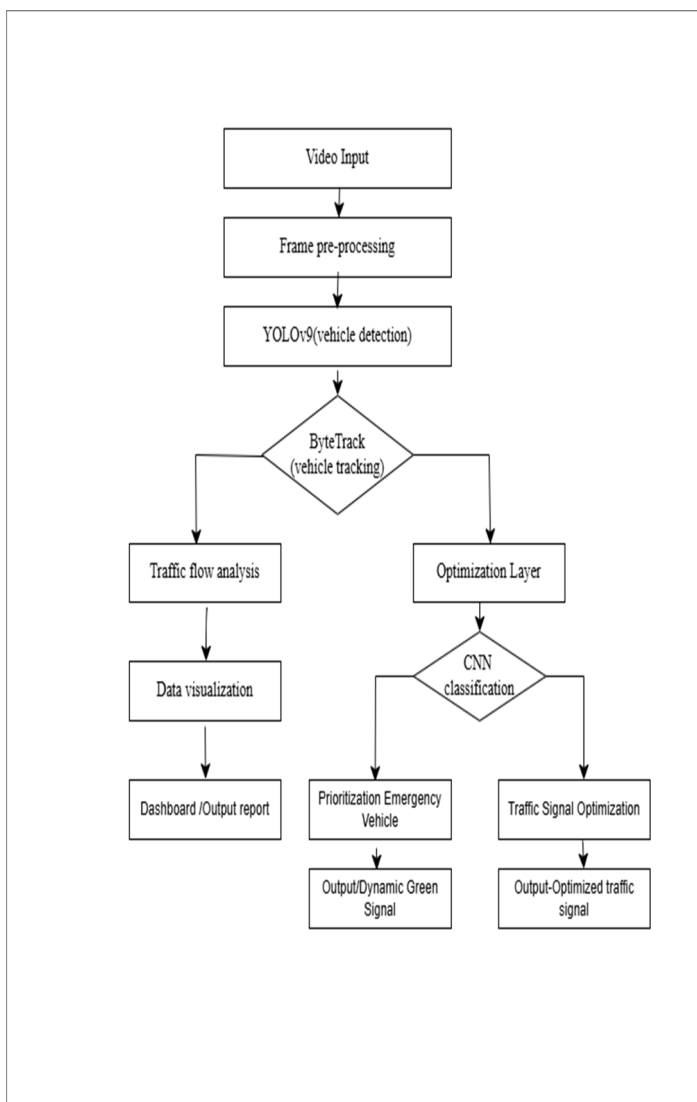 Video Input
Frame pre-processing
YOLOv9(vehicle detection)
ByteTrack
(vehicle tracking)
Traffic flow analysis
Optimization Layer
CNN
classification
Data visualization
Dashboard /Output report
Prioritization Emergency
Vehicle
Traffic Signal Optimization
Output/Dynamic Green
Signal
Output-Optimized traffic
signal